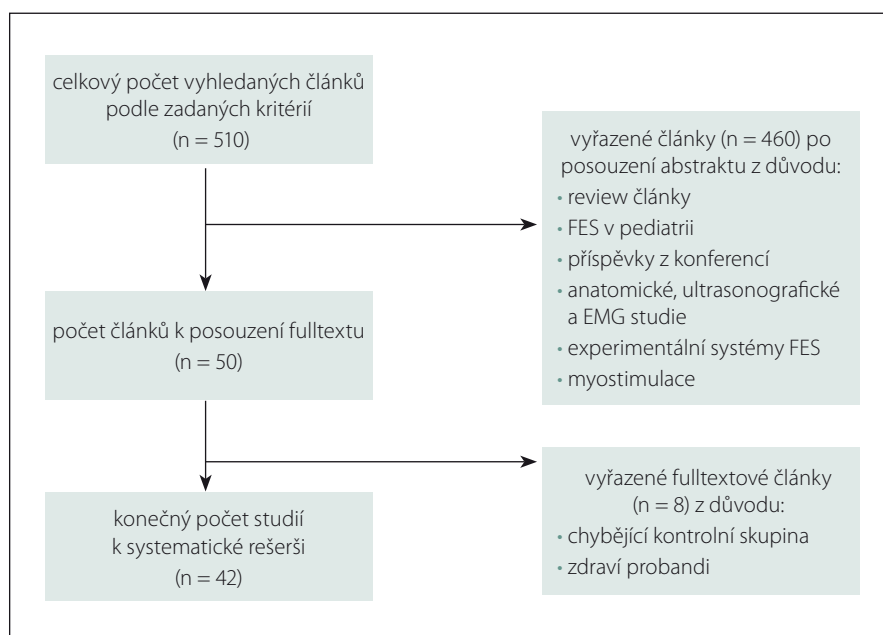 celkový počet vyhledaných článků
podle zadaných kritérií
(n = 510)
vyřazené články (n = 460) po
posouzení abstraktu z důvodu:
• review články
• FES v pediatrii
• příspěvky z konferencí
• anatomické, ultrasonografické
a EMG studie
• experimentální systémy FES
• myostimulace
počet článků k posouzení fulltextu
(n = 50)
vyřazené fulltextové články
(n = 8) z důvodu:
• chybějící kontrolní skupina
• zdraví probandi
konečný počet studií
k systematické rešerši
(n = 42)